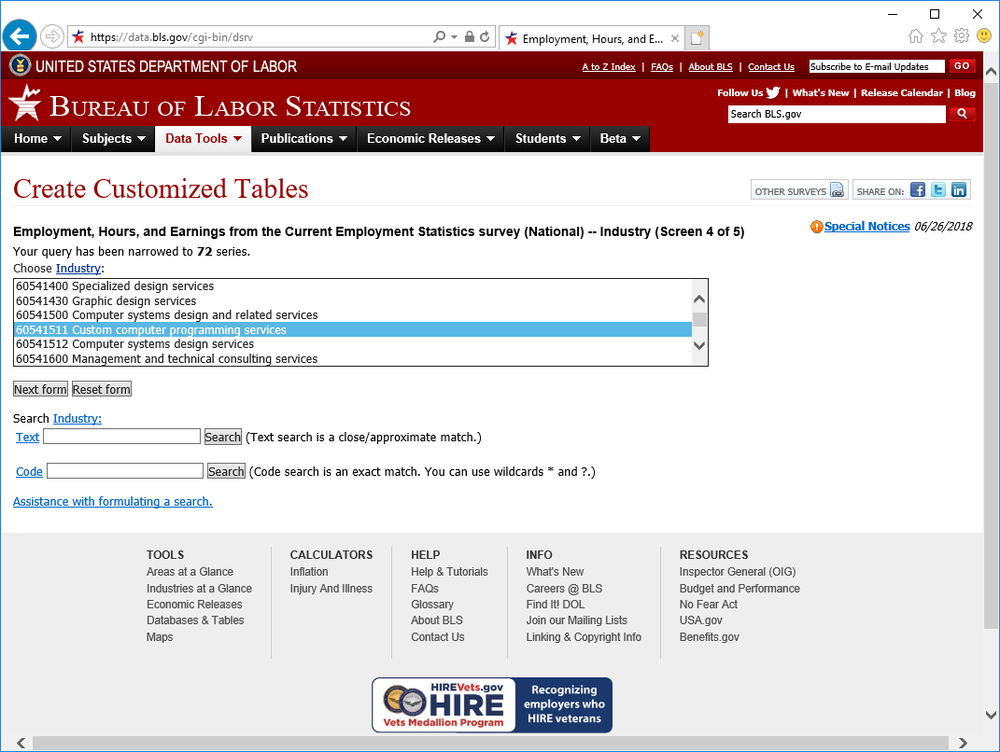 https://data.bls.gov/cgi-bin/dsrv
Employment, Hours, and E...
UNITED STATES DEPARTMENT OF LABOR
A to Z Index | FAQs | About BLS | Contact Us
Subscribe to E-mail Updates GO
BUREAU OF LABOR STATISTICS
Follow Us | What's New | Release Calendar | Blog
Search BLS.gov
Home Subjects Data Tools Publications Economic Releases Students Beta
Create Customized Tables
OTHER SURVEYS SHARE ON:
Employment, Hours, and Earnings from the Current Employment Statistics survey (National) -- Industry (Screen 4 of 5)
Special Notices 06/26/2018
Your query has been narrowed to 72 series.
Choose Industry:
60541400 Specialized design services
60541430 Graphic design services
60541500 Computer systems design and related services
60541511 Custom computer programming services
60541512 Computer systems design services
60541600 Management and technical consulting services
Next form Reset form
Search Industry:
Text Search (Text search is a close/approximate match.)
Code Search (Code search is an exact match. You can use wildcards * and ?.)
Assistance with formulating a search.
TOOLS
Areas at a Glance
Industries at a Glance
Economic Releases
Databases & Tables
Maps
CALCULATORS
Inflation
Injury And Illness
HELP
Help & Tutorials
FAQs
Glossary
About BLS
Contact Us
INFO
What's New
Careers @ BLS
Find It! DOL
Join our Mailing Lists
Linking & Copyright Info
RESOURCES
Inspector General (OIG)
Budget and Performance
No Fear Act
USA.gov
Benefits.gov
HIREVets.gov
HIRE
Vets Medallion Program
Recognizing
employers who
HIRE veterans